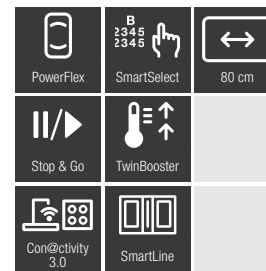 B
2345
2345
PowerFlex
SmartSelect
80 cm
Stop & Go
TwinBooster
Con@ctivity
3.0
SmartLine